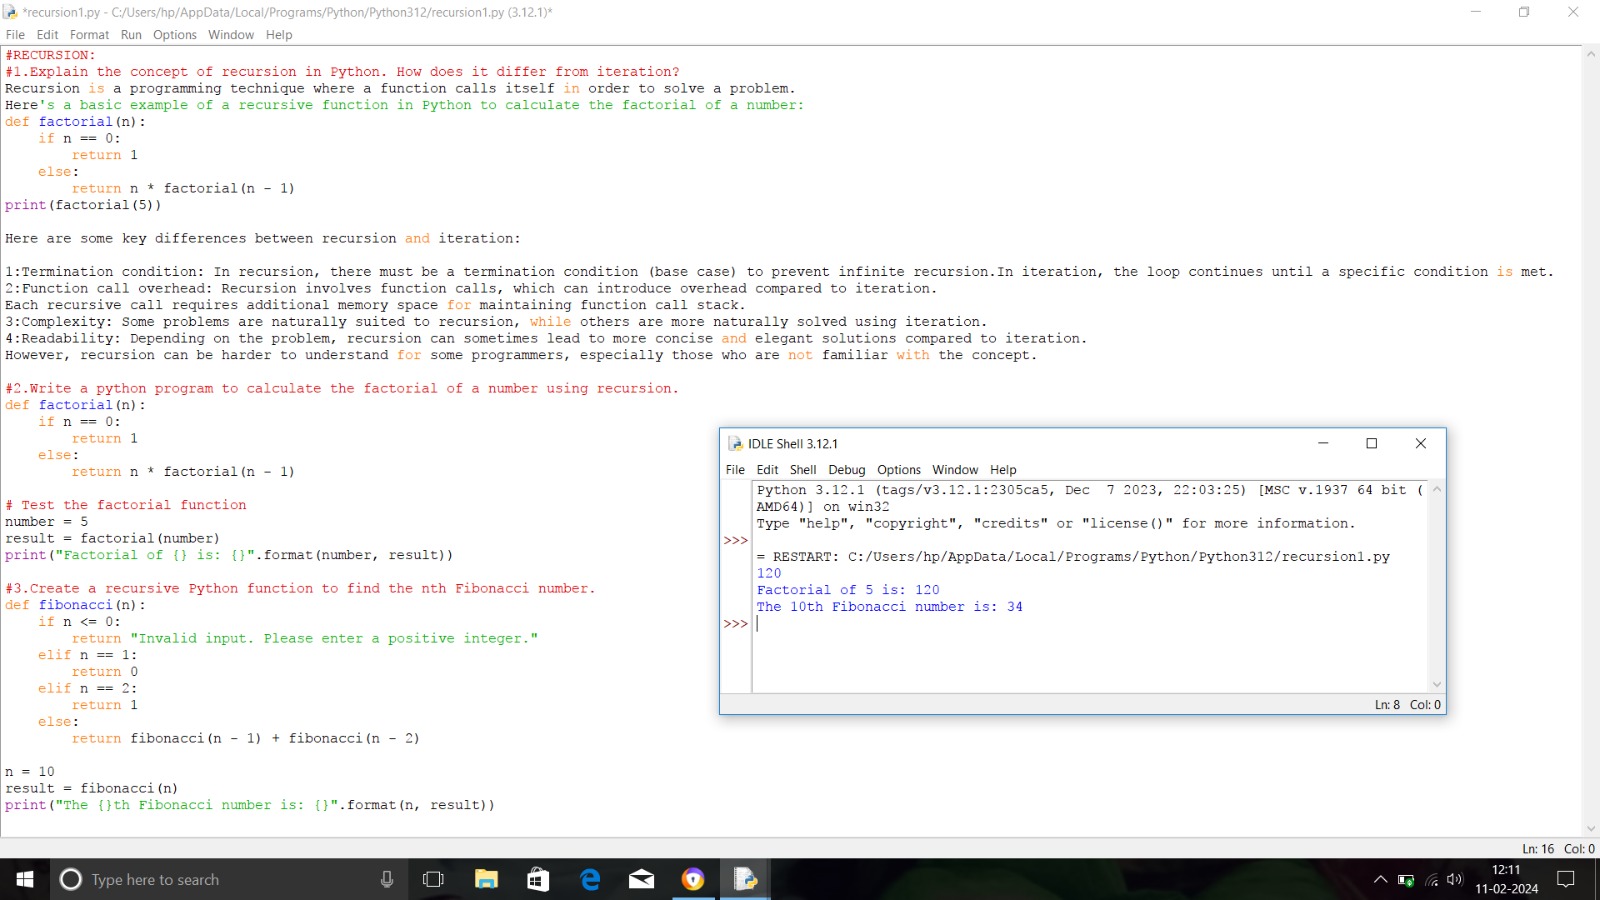 *recursion1.py - C:/Users/hp/AppData/Local/Programs/Python/Python312/recursion1.py (3.12.1)*
File Edit Format Run Options Window Help
#RECURSION:
#1.Explain the concept of recursion in Python. How does it differ from iteration?
Recursion is a programming technique where a function calls itself in order to solve a problem.
Here's a basic example of a recursive function in Python to calculate the factorial of a number:
def factorial(n):
    if n == 0:
        return 1
    else:
        return n * factorial(n - 1)
print(factorial(5))
Here are some key differences between recursion and iteration:
1:Termination condition: In recursion, there must be a termination condition (base case) to prevent infinite recursion.In iteration, the loop continues until a specific condition is met.
2:Function call overhead: Recursion involves function calls, which can introduce overhead compared to iteration.
Each recursive call requires additional memory space for maintaining function call stack.
3:Complexity: Some problems are naturally suited to recursion, while others are more naturally solved using iteration.
4:Readability: Depending on the problem, recursion can sometimes lead to more concise and elegant solutions compared to iteration.
However, recursion can be harder to understand for some programmers, especially those who are not familiar with the concept.
#2.Write a python program to calculate the factorial of a number using recursion.
def factorial(n):
    if n == 0:
        return 1
    else:
        return n * factorial(n - 1)
# Test the factorial function
number = 5
result = factorial(number)
print("Factorial of {} is: {}".format(number, result))
#3.Create a recursive Python function to find the nth Fibonacci number.
def fibonacci(n):
    if n <= 0:
        return "Invalid input. Please enter a positive integer."
    elif n == 1:
        return 0
    elif n == 2:
        return 1
    else:
        return fibonacci(n - 1) + fibonacci(n - 2)
n = 10
result = fibonacci(n)
print("The {}th Fibonacci number is: {}".format(n, result))
IDLE Shell 3.12.1
File Edit Shell Debug Options Window Help
Python 3.12.1 (tags/v3.12.1:2305ca5, Dec  7 2023, 22:03:25) [MSC v.1937 64 bit (
AMD64)] on win32
Type "help", "copyright", "credits" or "license()" for more information.
>>>
= RESTART: C:/Users/hp/AppData/Local/Programs/Python/Python312/recursion1.py
120
Factorial of 5 is: 120
The 10th Fibonacci number is: 34
>>>
Ln: 8 Col: 0
Ln: 16 Col: 0
Type here to search
12:11
11-02-2024